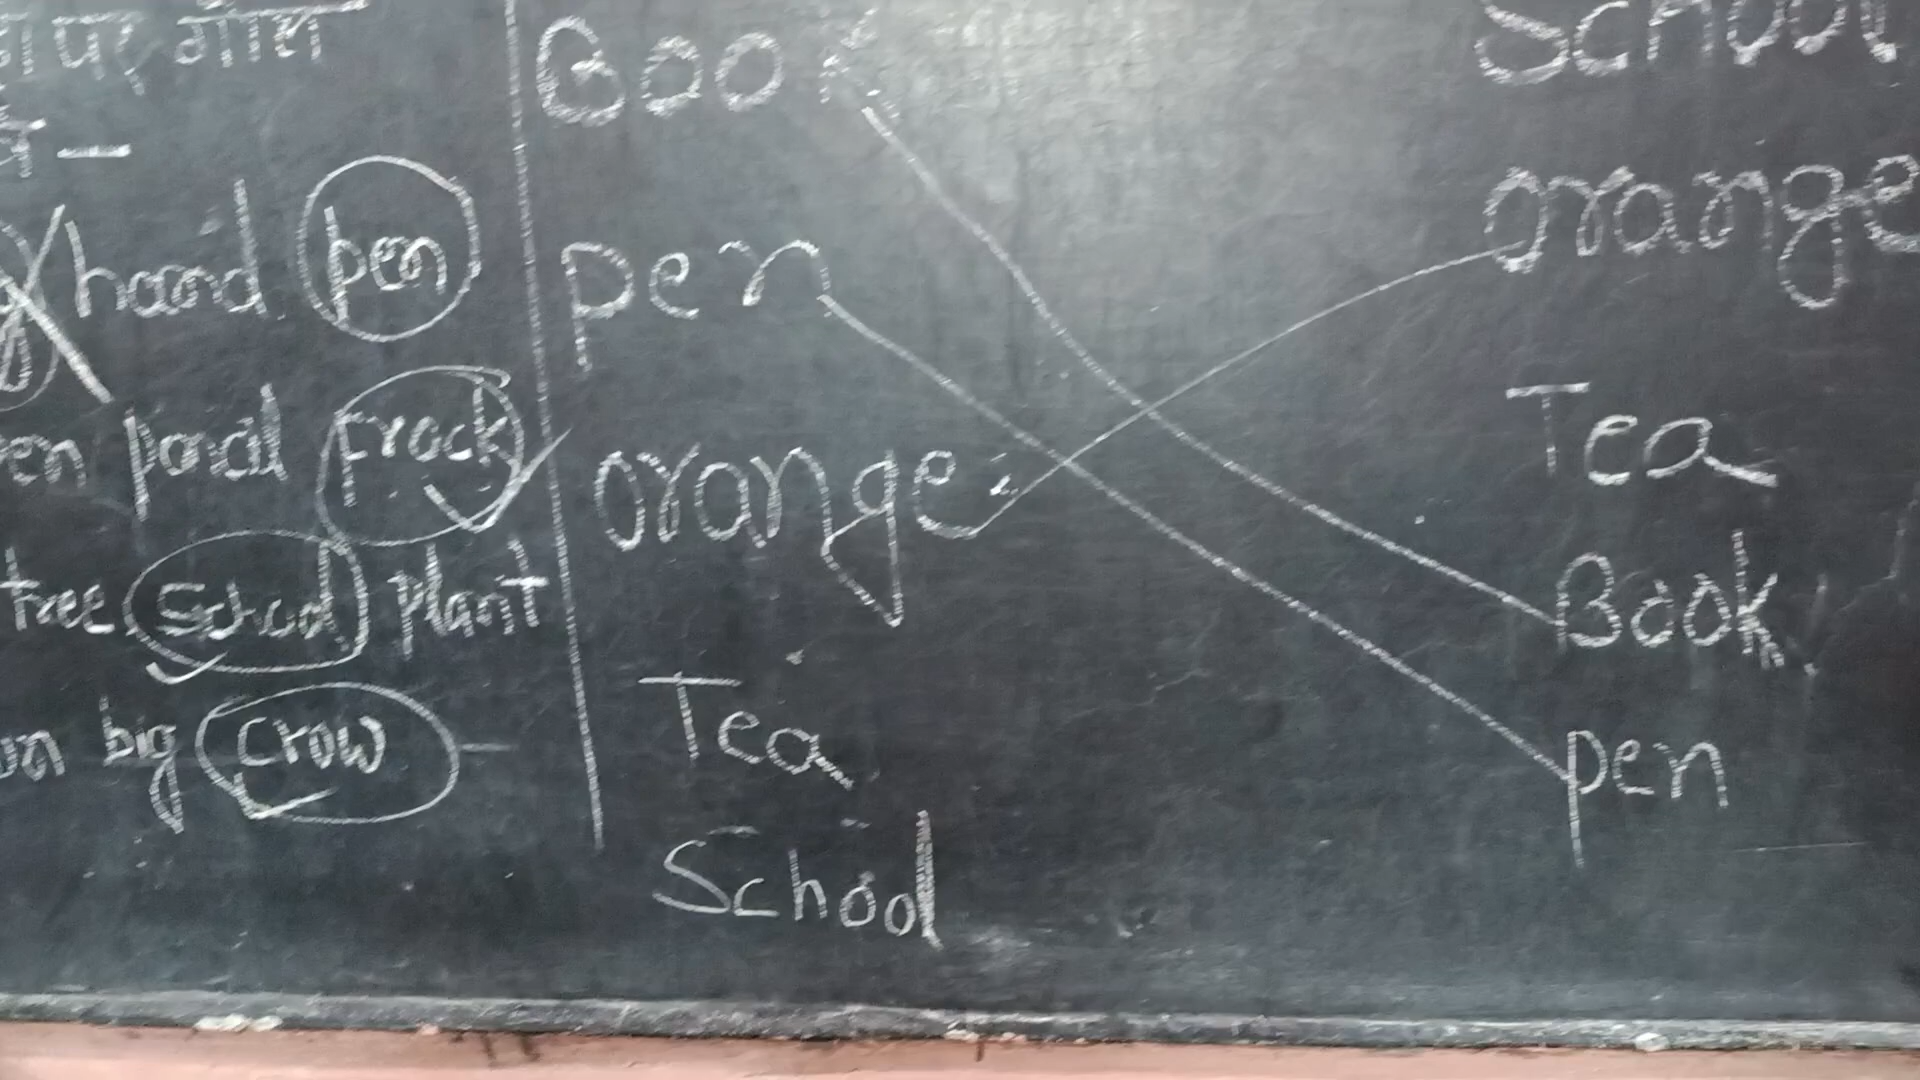 पर गोल
hand pen
pencil Frock
tree School plant
big Crow
Book
pen
orange
Tea
School
School
orange
Tea
Book
pen